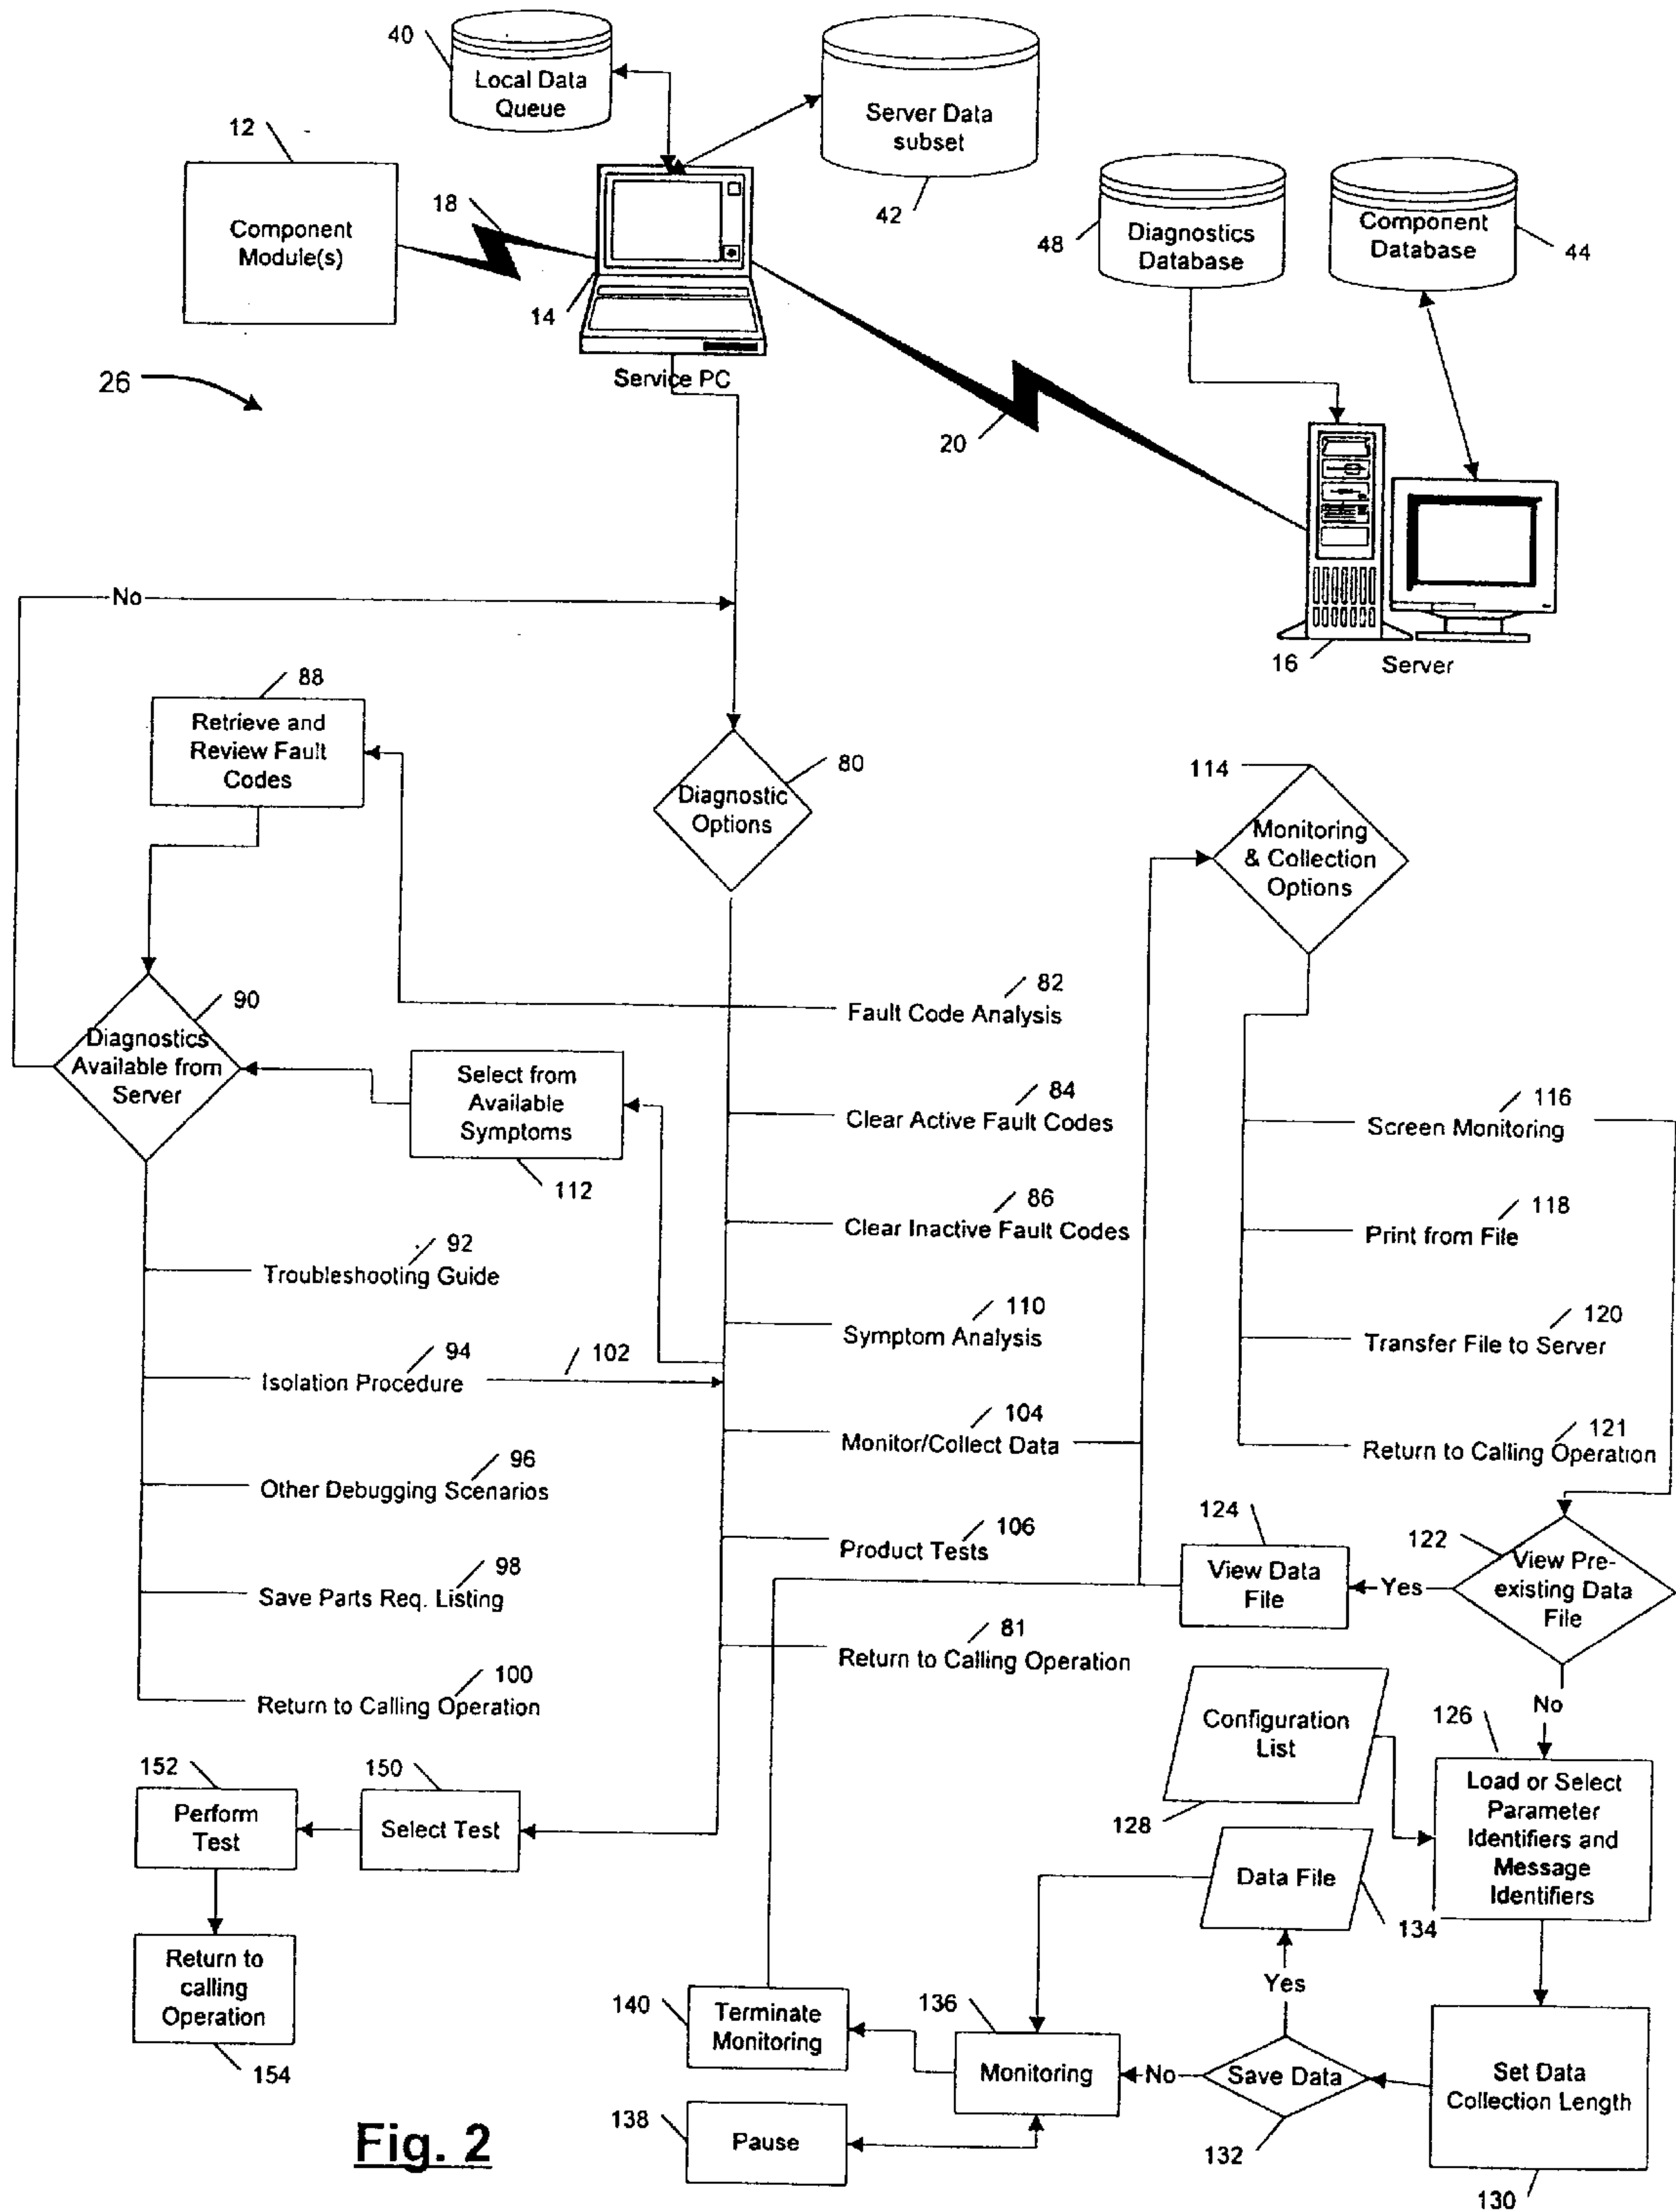 40
Local Data
Queue
Server Data
subset
42
12
Component
Module(s)
18
14
Service PC
48
Diagnostics
Database
Component
Database
44
26
20
16
Server
No
88
Retrieve and
Review Fault
Codes
80
Diagnostic
Options
114
Monitoring
& Collection
Options
90
Diagnostics
Available from
Server
82
Fault Code Analysis
Select from
Available
Symptoms
112
84
Clear Active Fault Codes
116
Screen Monitoring
86
Clear Inactive Fault Codes
118
Print from File
92
Troubleshooting Guide
110
Symptom Analysis
120
Transfer File to Server
94
Isolation Procedure
102
104
Monitor/Collect Data
121
Return to Calling Operation
96
Other Debugging Scenarios
106
Product Tests
124
View Data
File
Yes
122
View Pre-
existing Data
File
98
Save Parts Req. Listing
81
Return to Calling Operation
100
Return to Calling Operation
No
Configuration
List
128
126
Load or Select
Parameter
Identifiers and
Message
Identifiers
152
Perform
Test
150
Select Test
Data File
134
Return to
calling
Operation
154
Yes
140
Terminate
Monitoring
136
Monitoring
No
Save Data
132
Set Data
Collection Length
130
138
Pause
Fig. 2